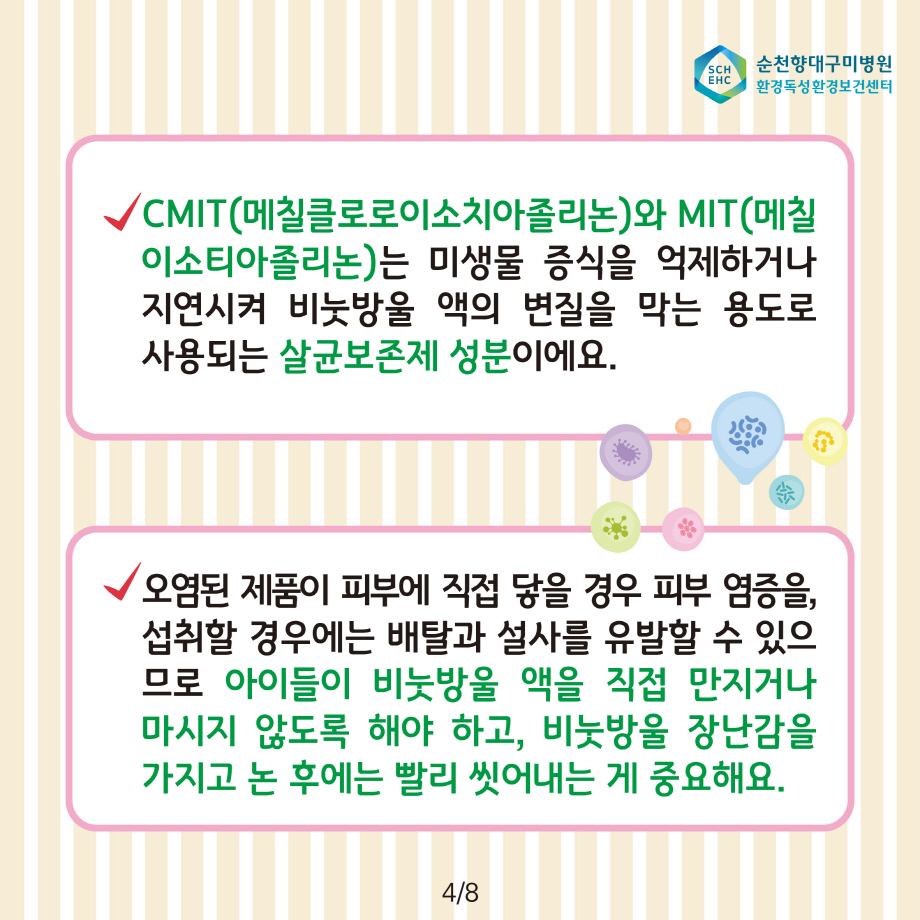 SCH
EHC
순천향대구미병원
환경독성환경보건센터
CMIT(메칠클로로이소치아졸리논)와 MIT(메칠
이소티아졸리논)는 미생물 증식을 억제하거나
지연시켜 비눗방울 액의 변질을 막는 용도로
사용되는 살균보존제 성분이에요.
오염된 제품이 피부에 직접 닿을 경우 피부 염증을,
섭취할 경우에는 배탈과 설사를 유발할 수 있으
므로 아이들이 비눗방울 액을 직접 만지거나
마시지 않도록 해야 하고, 비눗방울 장난감을
가지고 논 후에는 빨리 씻어내는 게 중요해요.
4/8